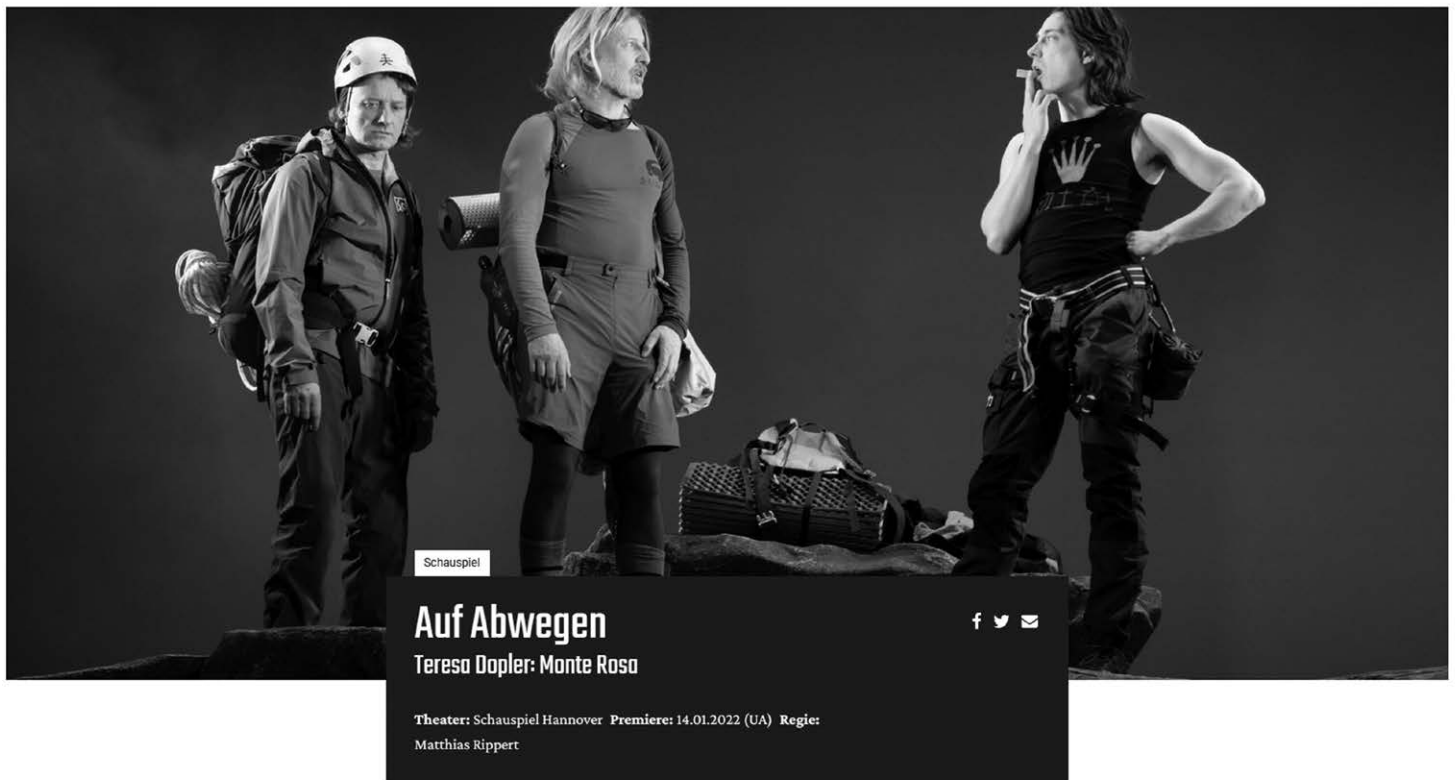 Schauspiel
Auf Abwegen
Teresa Dopler: Monte Rosa
Theater: Schauspiel Hannover Premiere: 14.01.2022 (UA) Regie:
Matthias Rippert